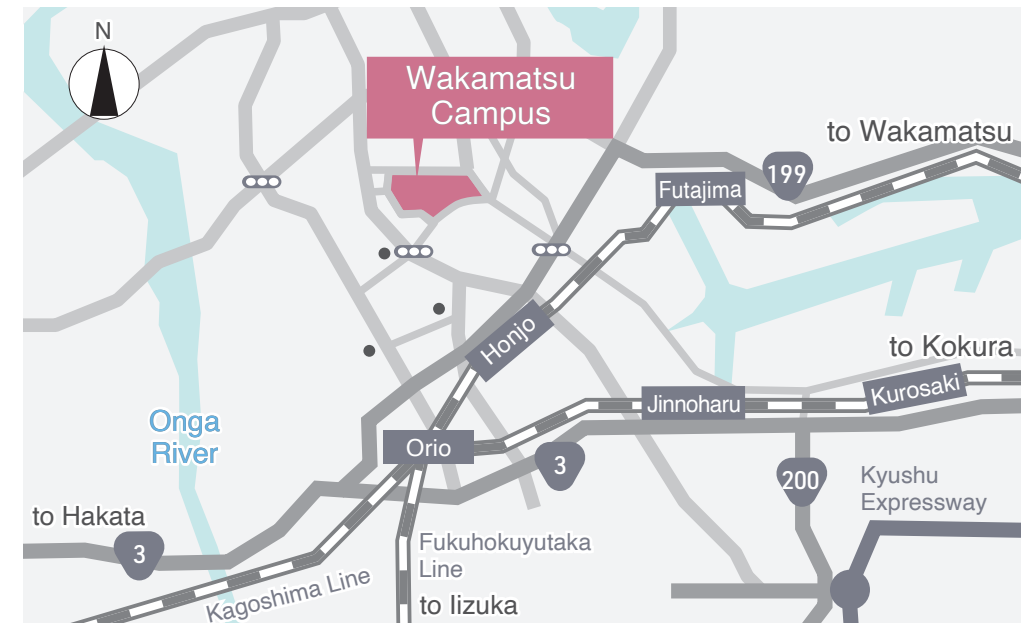 N
Wakamatsu
Campus
to Wakamatsu
199
Futajima
Honjo
to Kokura
Kurosaki
Jinnoharu
Onga
River
Orio
3
200
Kyushu
Expressway
to Hakata
3
Fukuhokuyutaka
Line
Kagoshima Line
to Iizuka